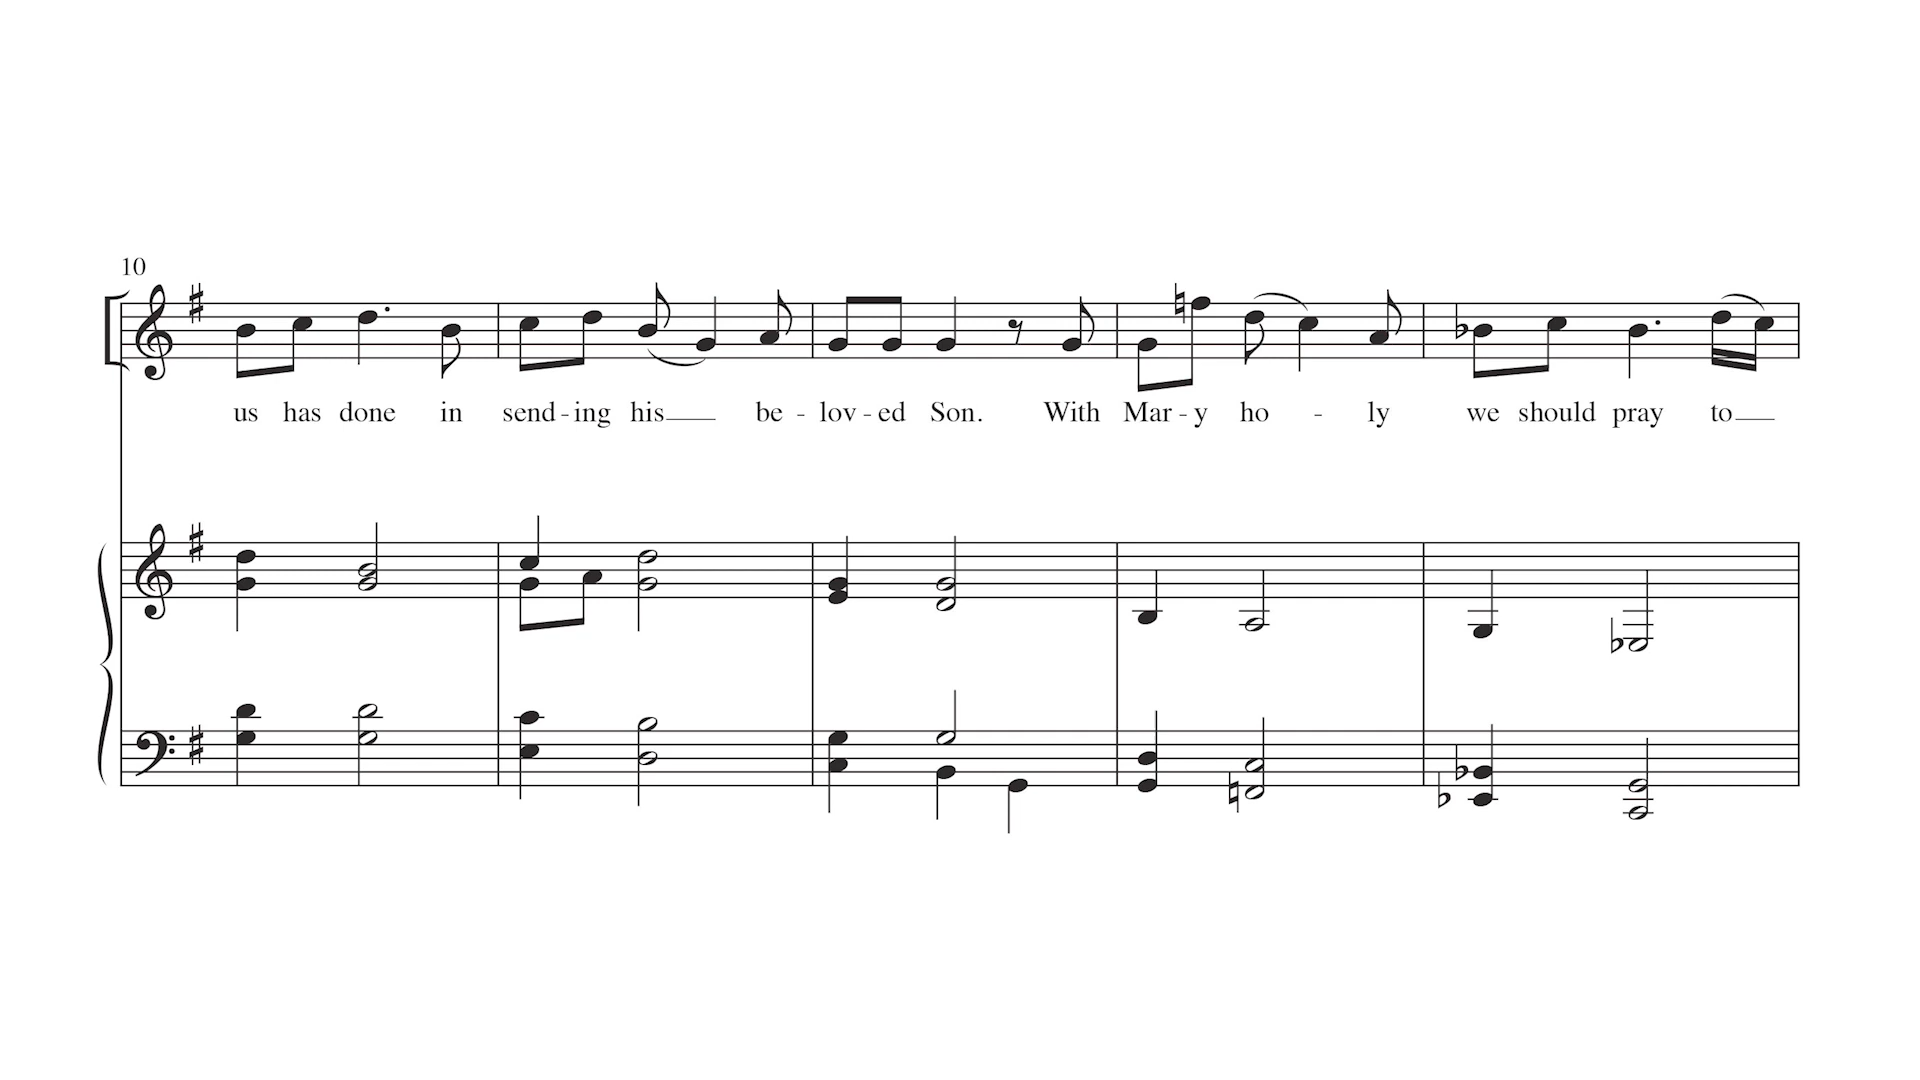 10
us has done in send - ing his be - lov - ed Son. With Mar - y ho - ly we should pray to